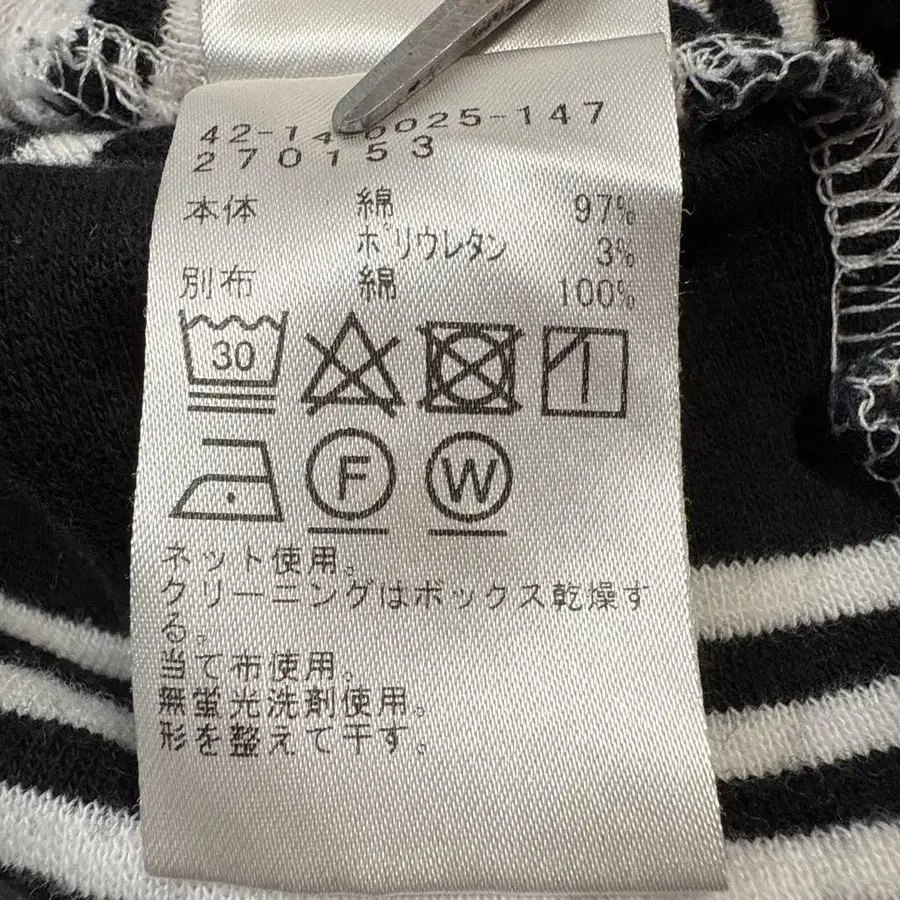 42-14-0025-147
270153
本体 綿 97%
ポリウレタン 3%
別布 綿 100%
30
F W
ネット使用。
クリーニングはボックス乾燥す
る。
当て布使用。
無蛍光洗剤使用。
形を整えて干す。